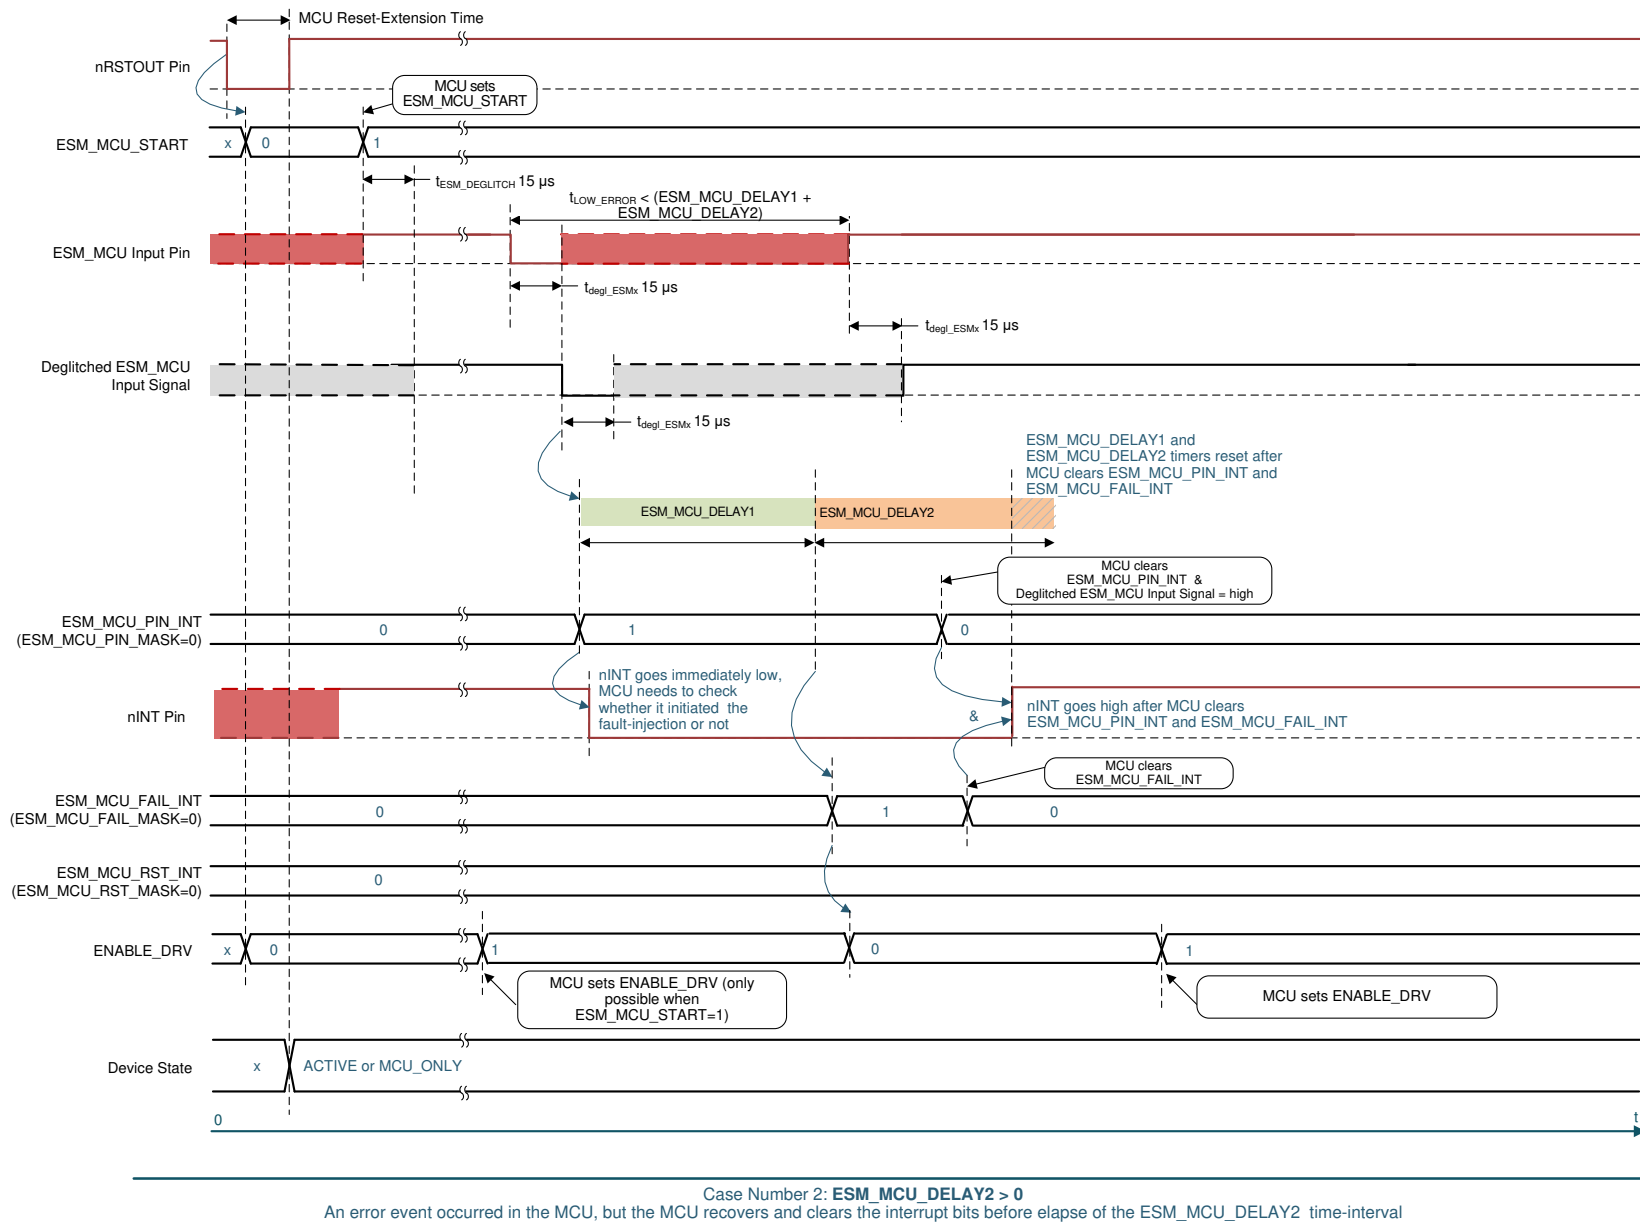 MCU Reset-Extension Time
nRSTOUT Pin
MCU sets
ESM_MCU_START
ESM_MCU_START
x
0
1
tESM_DEGLITCH 15 µs
tLOW_ERROR < (ESM_MCU_DELAY1 +
ESM_MCU_DELAY2)
ESM_MCU Input Pin
tdegl_ESMx 15 µs
tdegl_ESMx 15 µs
Deglitched ESM_MCU
Input Signal
tdegl_ESMx 15 µs
ESM_MCU_DELAY1 and
ESM_MCU_DELAY2 timers reset after
MCU clears ESM_MCU_PIN_INT and
ESM_MCU_FAIL_INT
ESM_MCU_DELAY1
ESM_MCU_DELAY2
MCU clears
ESM_MCU_PIN_INT &
Deglitched ESM_MCU Input Signal = high
ESM_MCU_PIN_INT
(ESM_MCU_PIN_MASK=0)
0
1
0
nINT goes immediately low,
MCU needs to check
whether it initiated the
fault-injection or not
nINT Pin
&
nINT goes high after MCU clears
ESM_MCU_PIN_INT and ESM_MCU_FAIL_INT
MCU clears
ESM_MCU_FAIL_INT
ESM_MCU_FAIL_INT
(ESM_MCU_FAIL_MASK=0)
0
1
0
ESM_MCU_RST_INT
(ESM_MCU_RST_MASK=0)
0
ENABLE_DRV
x
0
1
0
1
MCU sets ENABLE_DRV (only
possible when
ESM_MCU_START=1)
MCU sets ENABLE_DRV
Device State
x
ACTIVE or MCU_ONLY
0
t
Case Number 2: ESM_MCU_DELAY2 > 0
An error event occurred in the MCU, but the MCU recovers and clears the interrupt bits before elapse of the ESM_MCU_DELAY2 time-interval